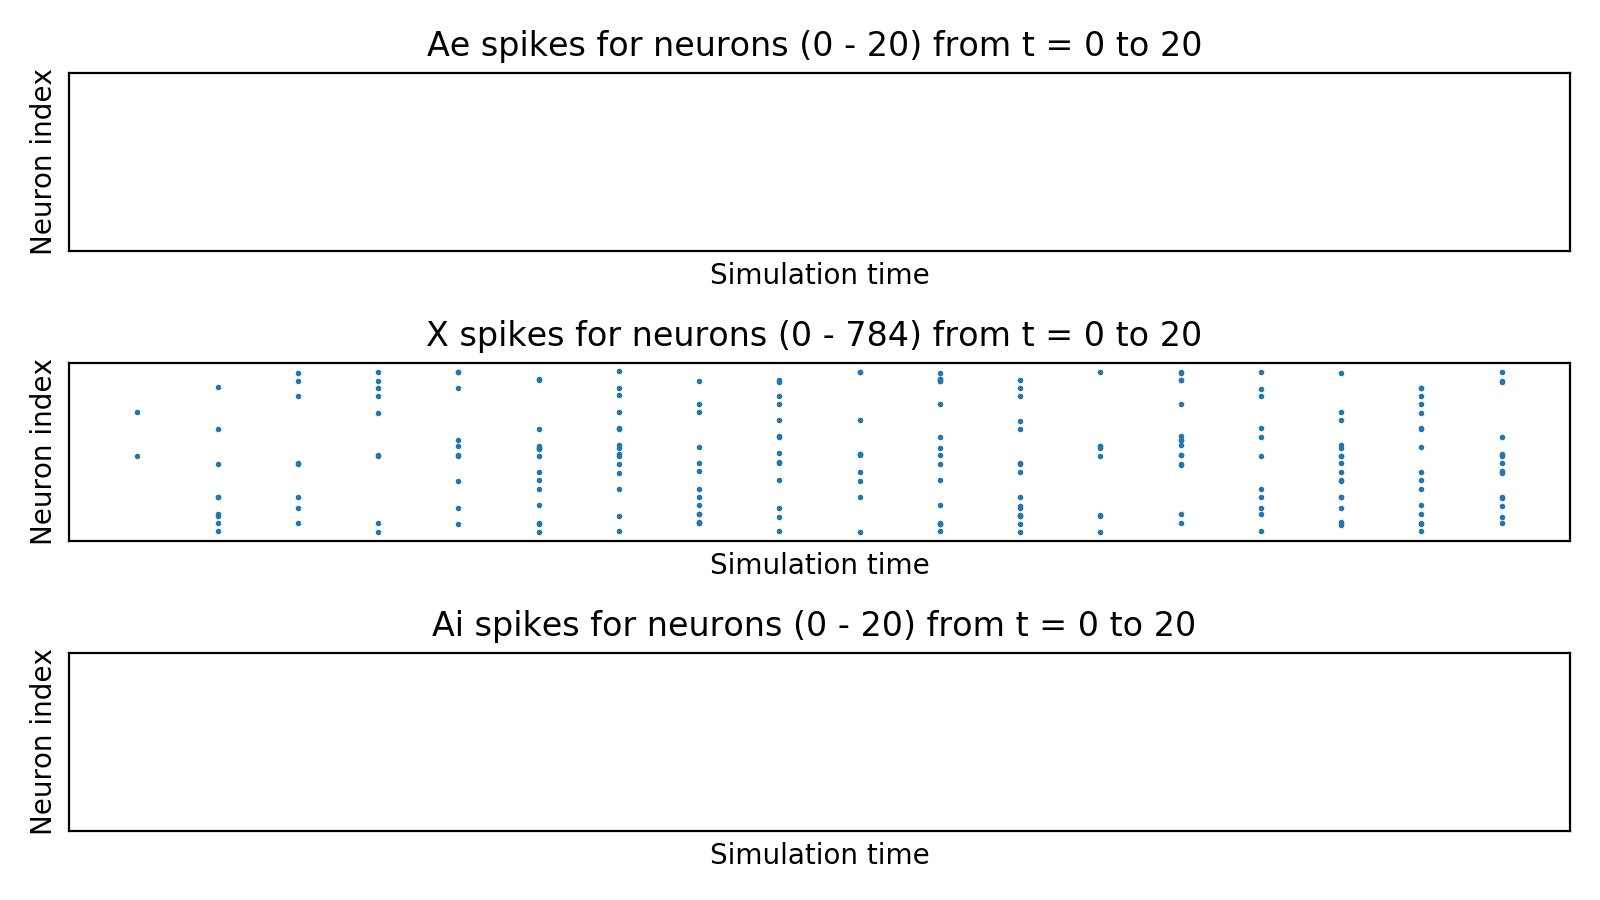 Ae spikes for neurons (0 - 20) from t = 0 to 20
Neuron index
Simulation time
X spikes for neurons (0 - 784) from t = 0 to 20
Neuron index
Simulation time
Ai spikes for neurons (0 - 20) from t = 0 to 20
Neuron index
Simulation time